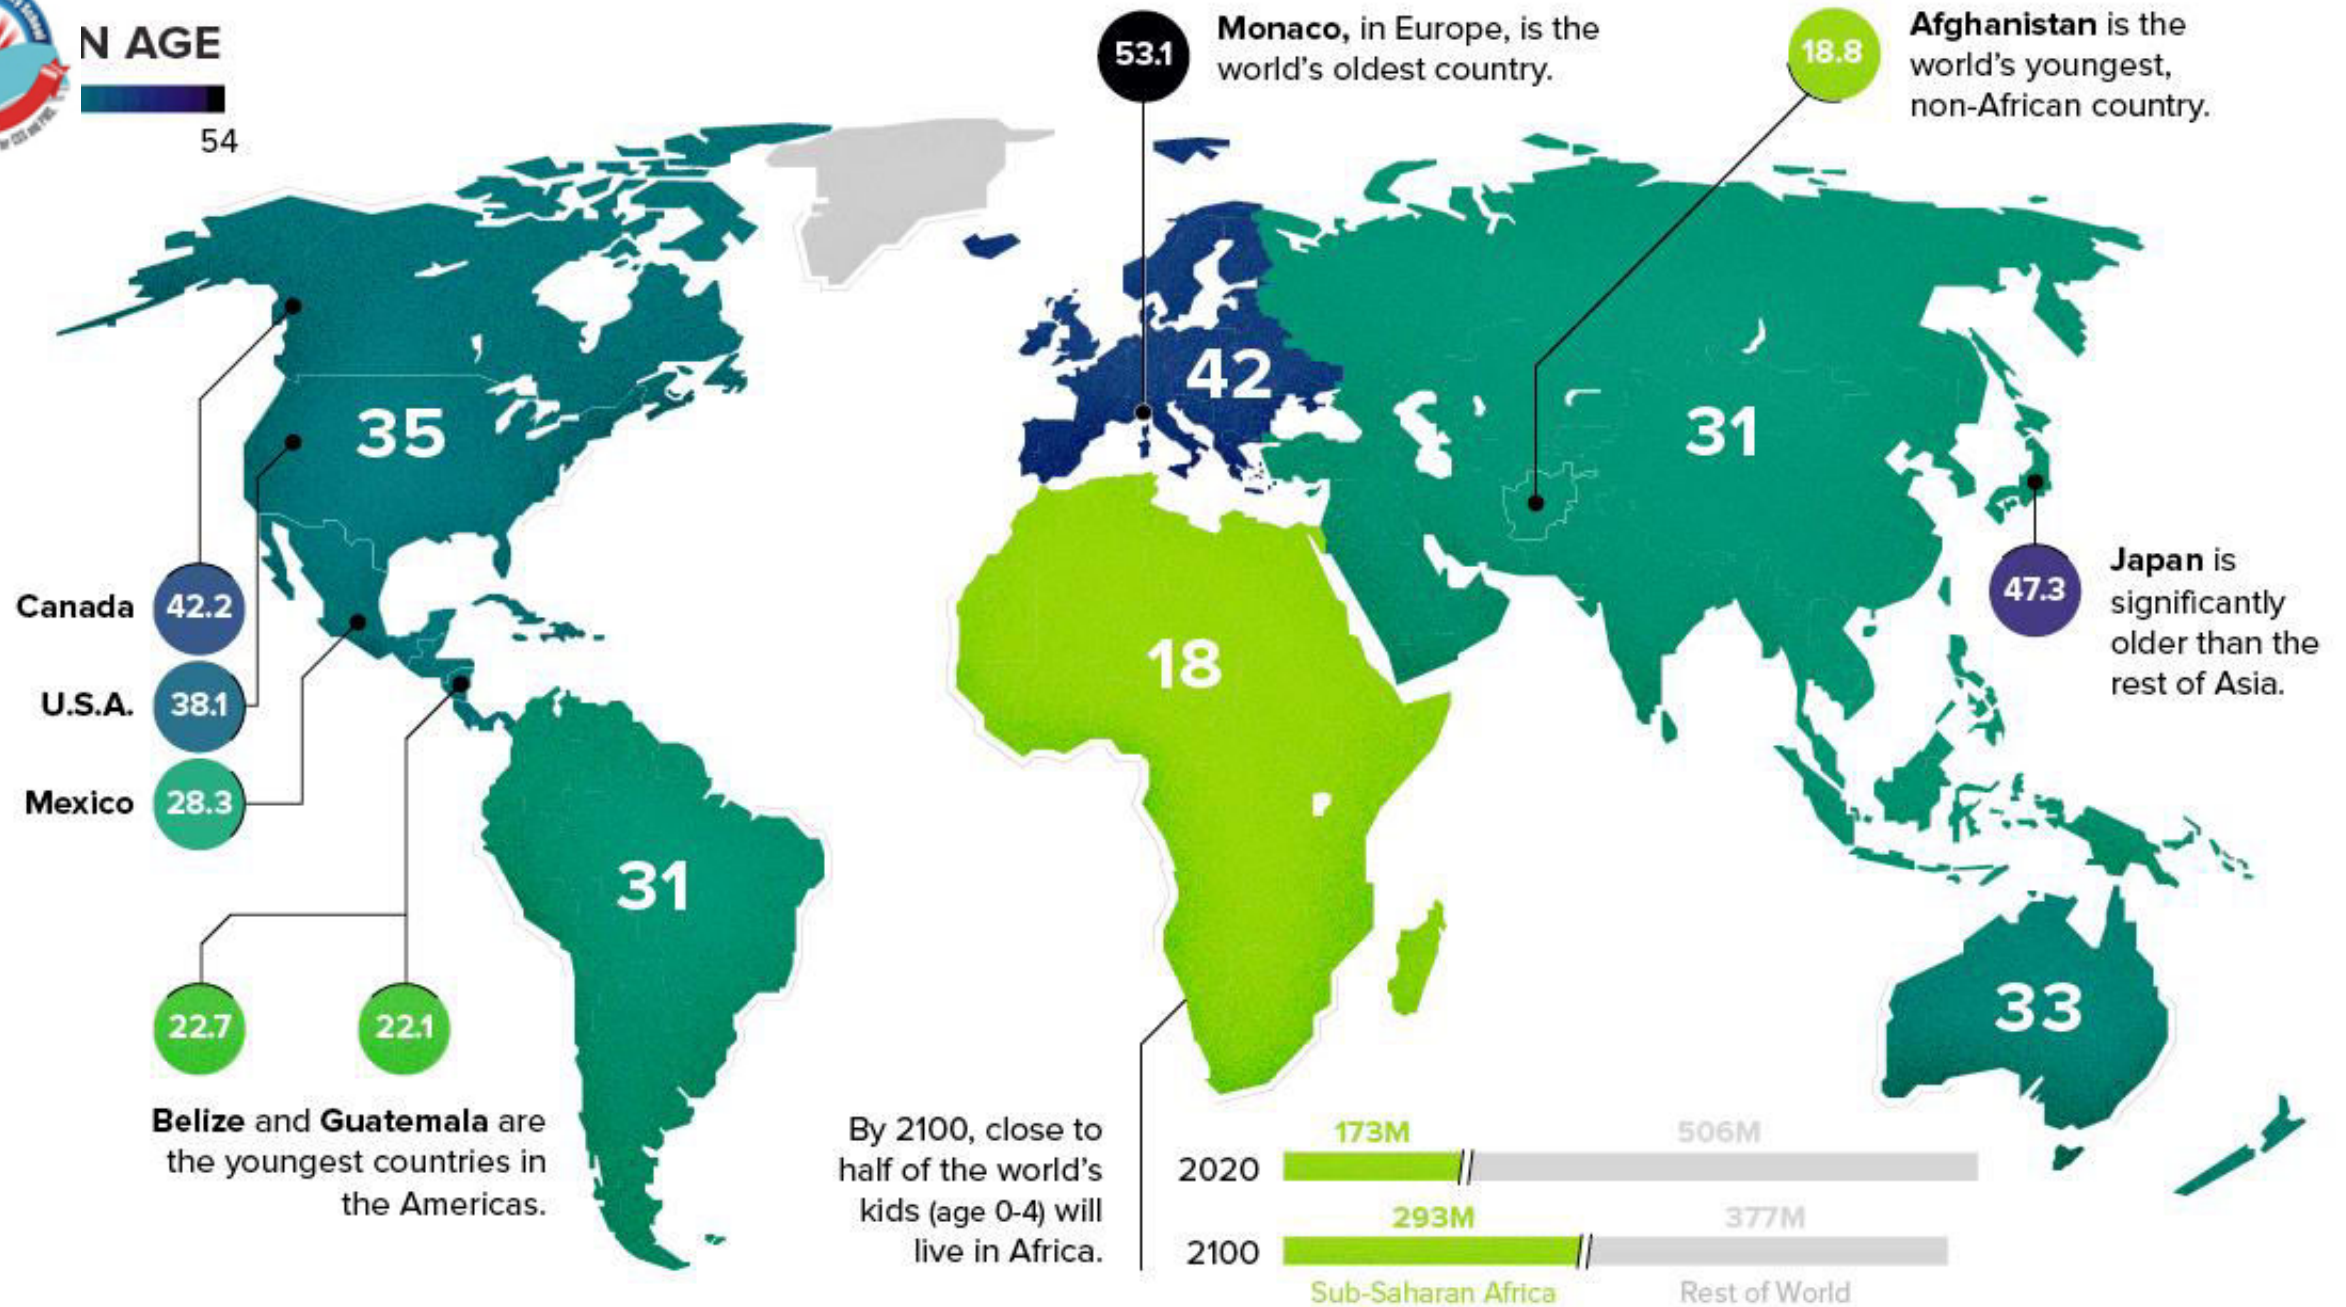 N AGE
54
53.1
Monaco, in Europe, is the
world's oldest country.
18.8
Afghanistan is the
world's youngest,
non-African country.
35
42
31
18
31
33
Canada 42.2
U.S.A. 38.1
Mexico 28.3
47.3
Japan is
significantly
older than the
rest of Asia.
22.7
22.1
Belize and Guatemala are
the youngest countries in
the Americas.
By 2100, close to
half of the world's
kids (age 0-4) will
live in Africa.
173M 506M
2020
293M 377M
2100
Sub-Saharan Africa Rest of World